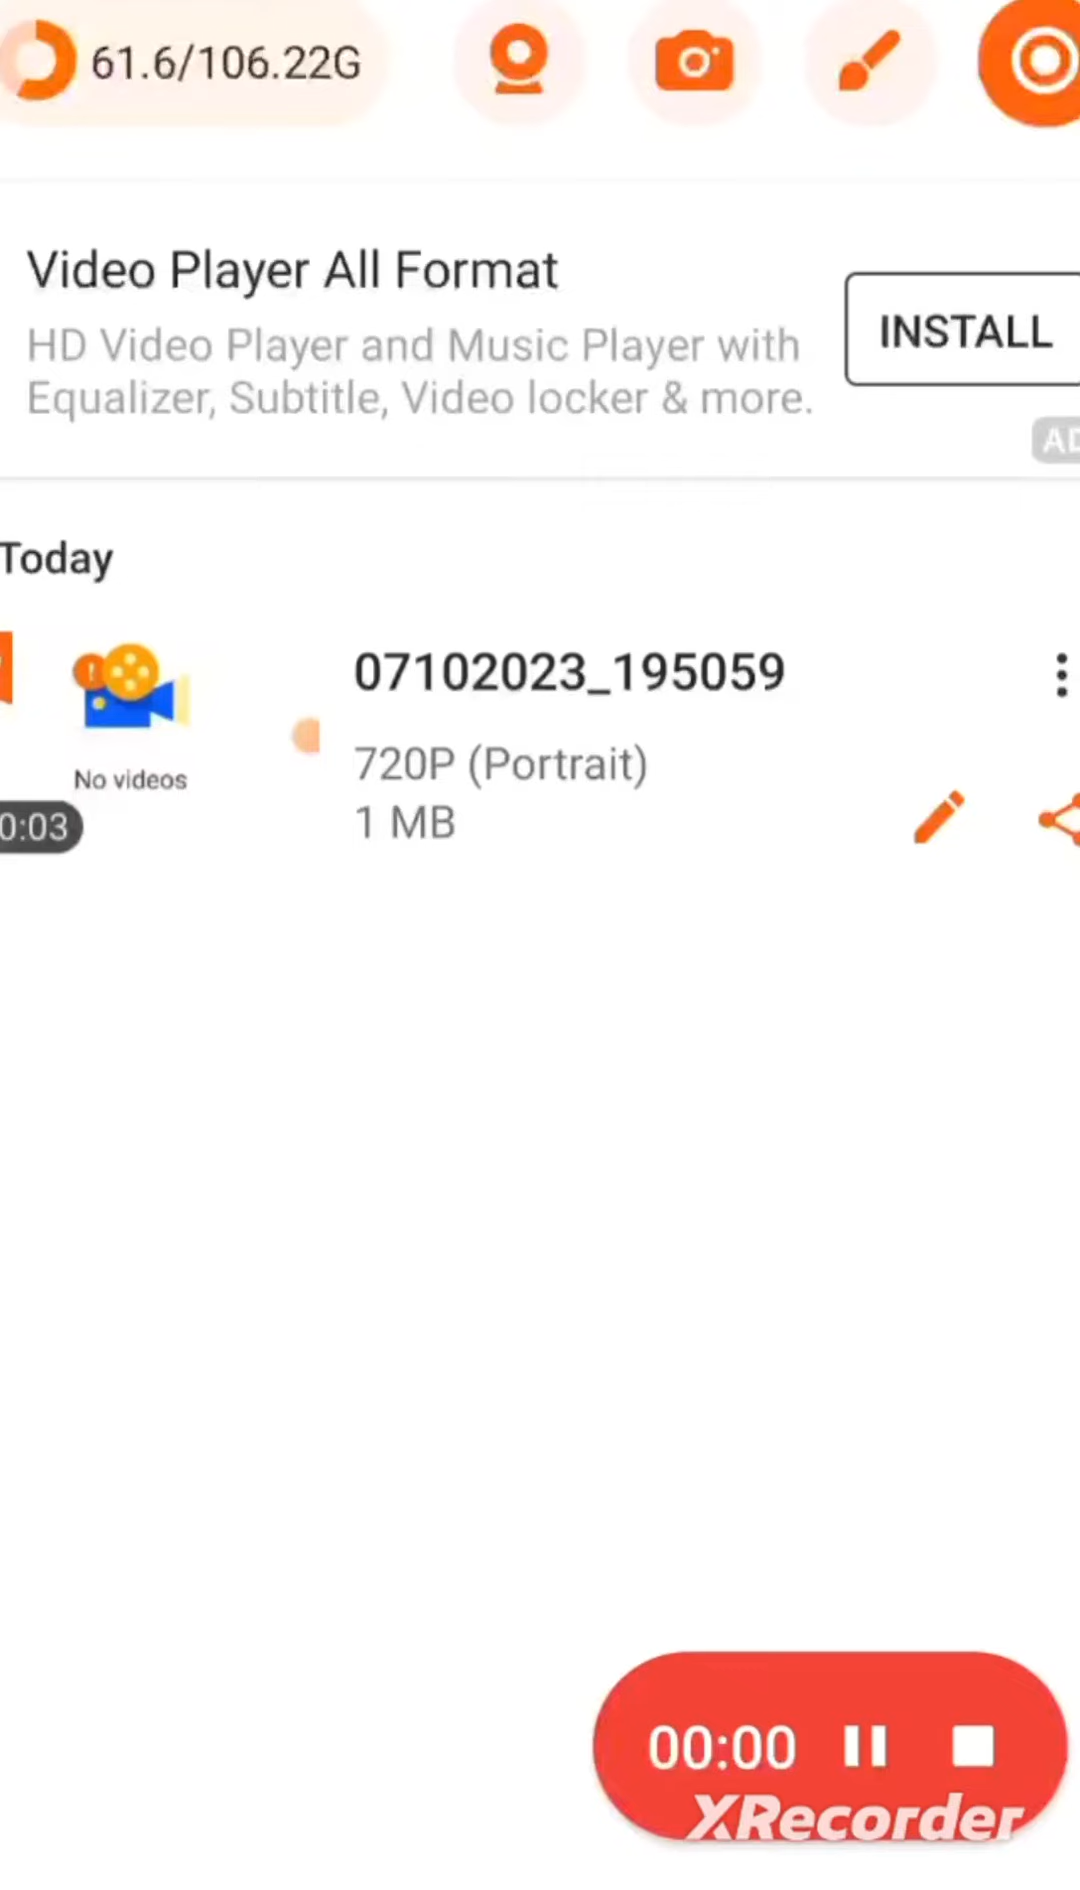 61.6/106.22G
Video Player All Format
HD Video Player and Music Player with
Equalizer, Subtitle, Video locker & more.
INSTALL
AD
Today
07102023_195059
No videos
720P (Portrait)
0:03
1 MB
00:00
XRecorder